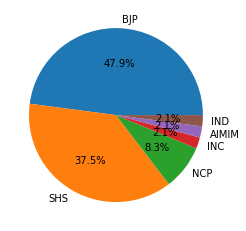 BJP
47.9%
SHS
37.5%
NCP
8.3%
INC
2.1%
AIMIM
2.1%
IND
2.1%